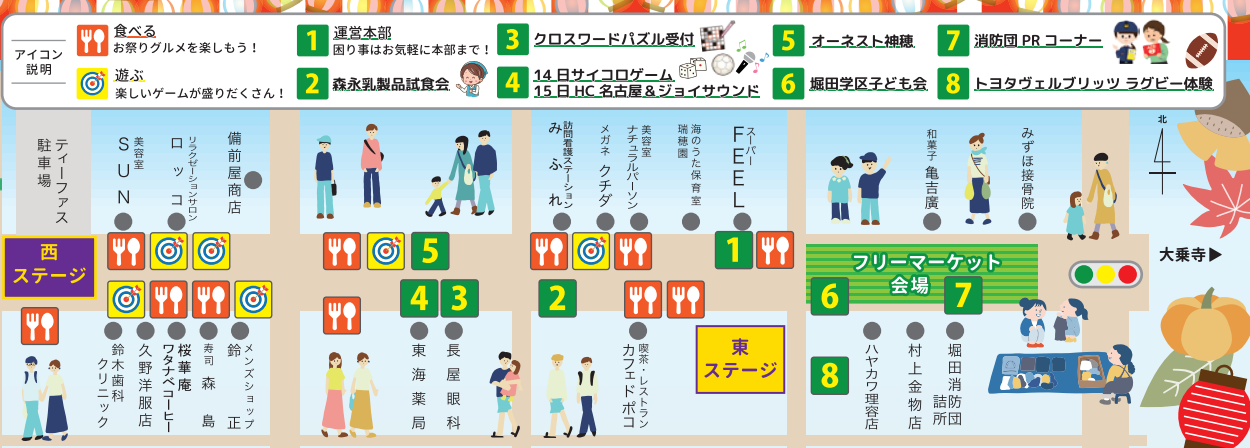 アイコン
説明
食べる
お祭りグルメを楽しもう！
遊ぶ
楽しいゲームが盛りだくさん！
1
運営本部
困り事はお気軽に本部まで！
2
森永乳製品試食会
3
クロスワードパズル受付
4
14日サイコロゲーム
15日HC名古屋＆ジョイサウンド
5
オーネスト神穂
6
堀田学区子ども会
7
消防団PRコーナー
8
トヨタヴェルブリッツ ラグビー体験
ティーファス
駐車場
美容室
SUN
リラクゼーションサロン
ロッコ
備前屋商店
訪問看護ステーション
みふれ
メガネ クチダ
美容室
ナチュラルパーソン
海のうた保育室
瑞穂園
スーパー
FEEL
和菓子 亀吉廣
みずほ接骨院
北
西
ステージ
5
1
フリーマーケット
会場
大乗寺▶
4
3
2
6
7
鈴木歯科
クリニック
久野洋服店
桜華庵
ワタナベコーヒー
寿司 森島
メンズショップ
鈴正
東海薬局
長屋眼科
喫茶・レストラン
カフェドポコ
東
ステージ
8
ハヤカワ理容店
村上金物店
堀田消防団
詰所